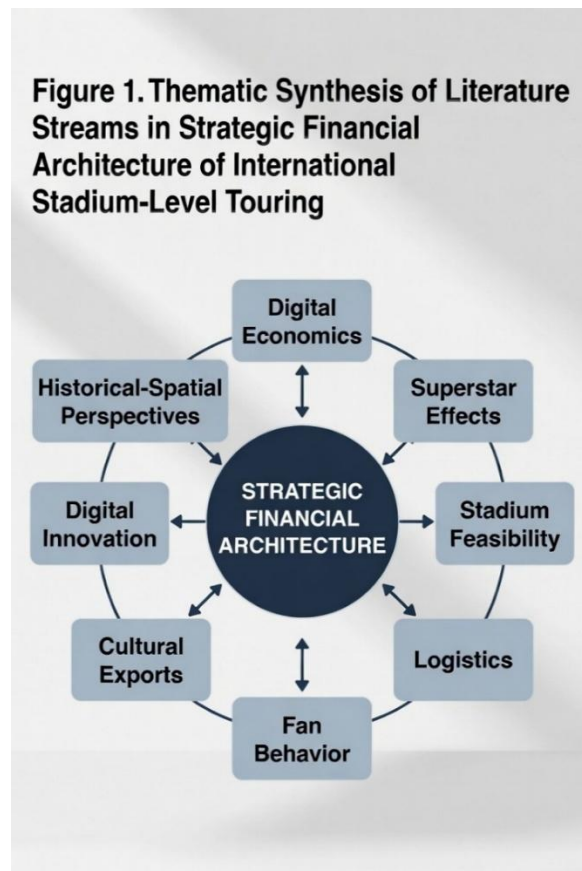 Figure 1. Thematic Synthesis of Literature
Streams in Strategic Financial
Architecture of International
Stadium-Level Touring
Digital
Economics
Historical-Spatial
Perspectives
Superstar
Effects
STRATEGIC
FINANCIAL
ARCHITECTURE
Digital
Innovation
Stadium
Feasibility
Cultural
Exports
Logistics
Fan
Behavior